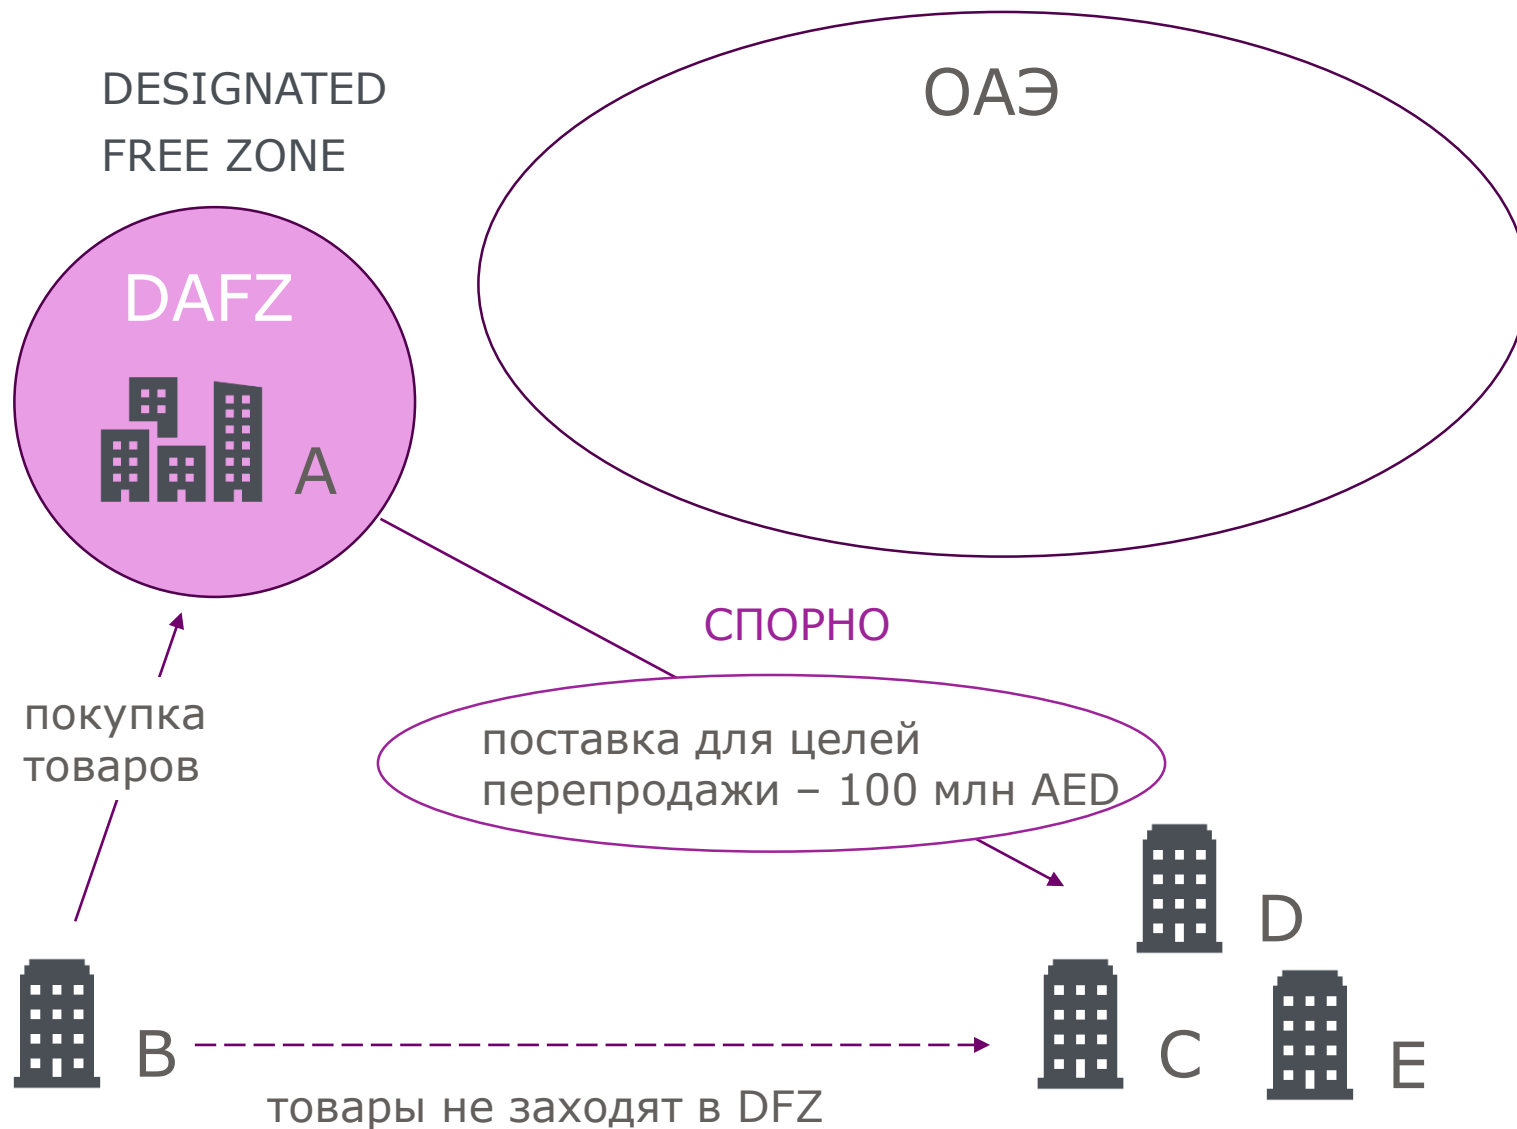 DESIGNATED
FREE ZONE
ОАЭ
DAFZ
A
СПОРНО
покупка
товаров
поставка для целей
перепродажи – 100 млн AED
D
B
C
E
товары не заходят в DFZ